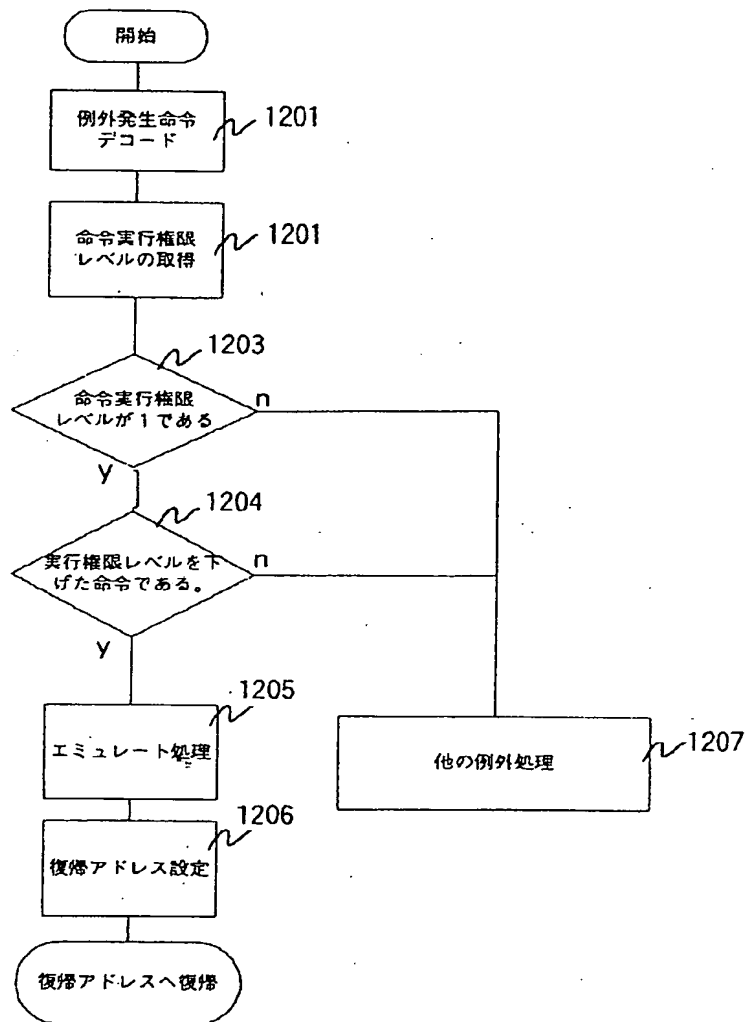 開始
例外発生命令
デコード
1201
命令実行権限
レベルの取得
1201
1203
命令実行権限
レベルが1である
n
y
1204
実行権限レベルを下
げた命令である。
n
y
1205
エミュレート処理
他の例外処理
1207
1206
復帰アドレス設定
復帰アドレスへ復帰